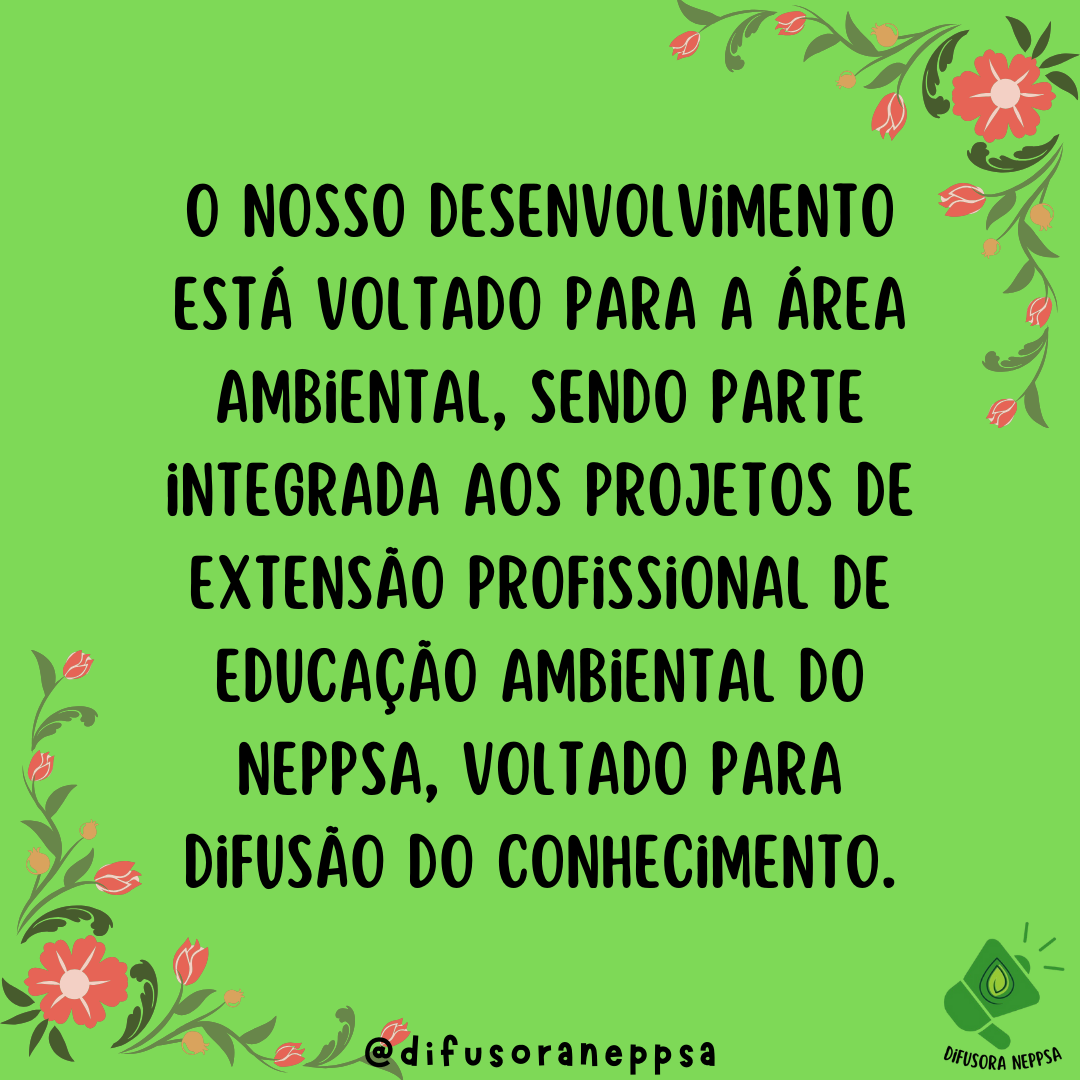 O NOSSO DESENVOLVIMENTO
ESTÁ VOLTADO PARA A ÁREA
AMBIENTAL, SENDO PARTE
INTEGRADA AOS PROJETOS DE
EXTENSÃO PROFISSIONAL DE
EDUCAÇÃO AMBIENTAL DO
NEPPSA, VOLTADO PARA
DIFUSÃO DO CONHECIMENTO.
@difusoraneppsa
DIFUSORA NEPPSA